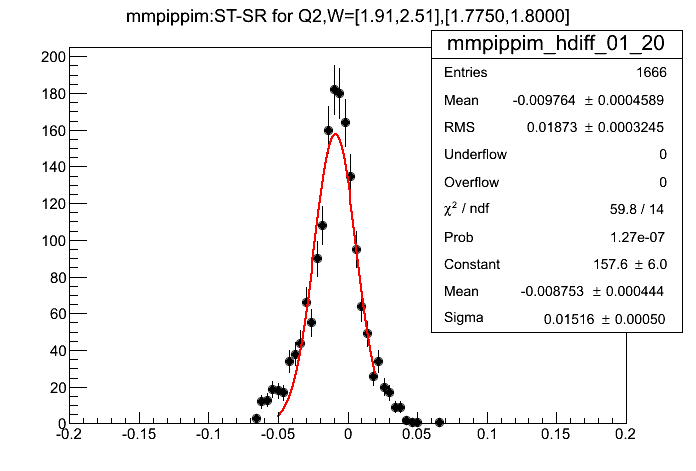 mmpippim:ST-SR for Q2,W=[1.91,2.51],[1.7750,1.8000]
mmpippim_hdiff_01_20
Entries 1666
Mean -0.009764 ± 0.0004589
RMS 0.01873 ± 0.0003245
Underflow 0
Overflow 0
χ² / ndf 59.8 / 14
Prob 1.27e-07
Constant 157.6 ± 6.0
Mean -0.008753 ± 0.000444
Sigma 0.01516 ± 0.00050
200
180
160
140
120
100
80
60
40
20
0
-0.2 -0.15 -0.1 -0.05 0 0.05 0.1 0.15 0.2